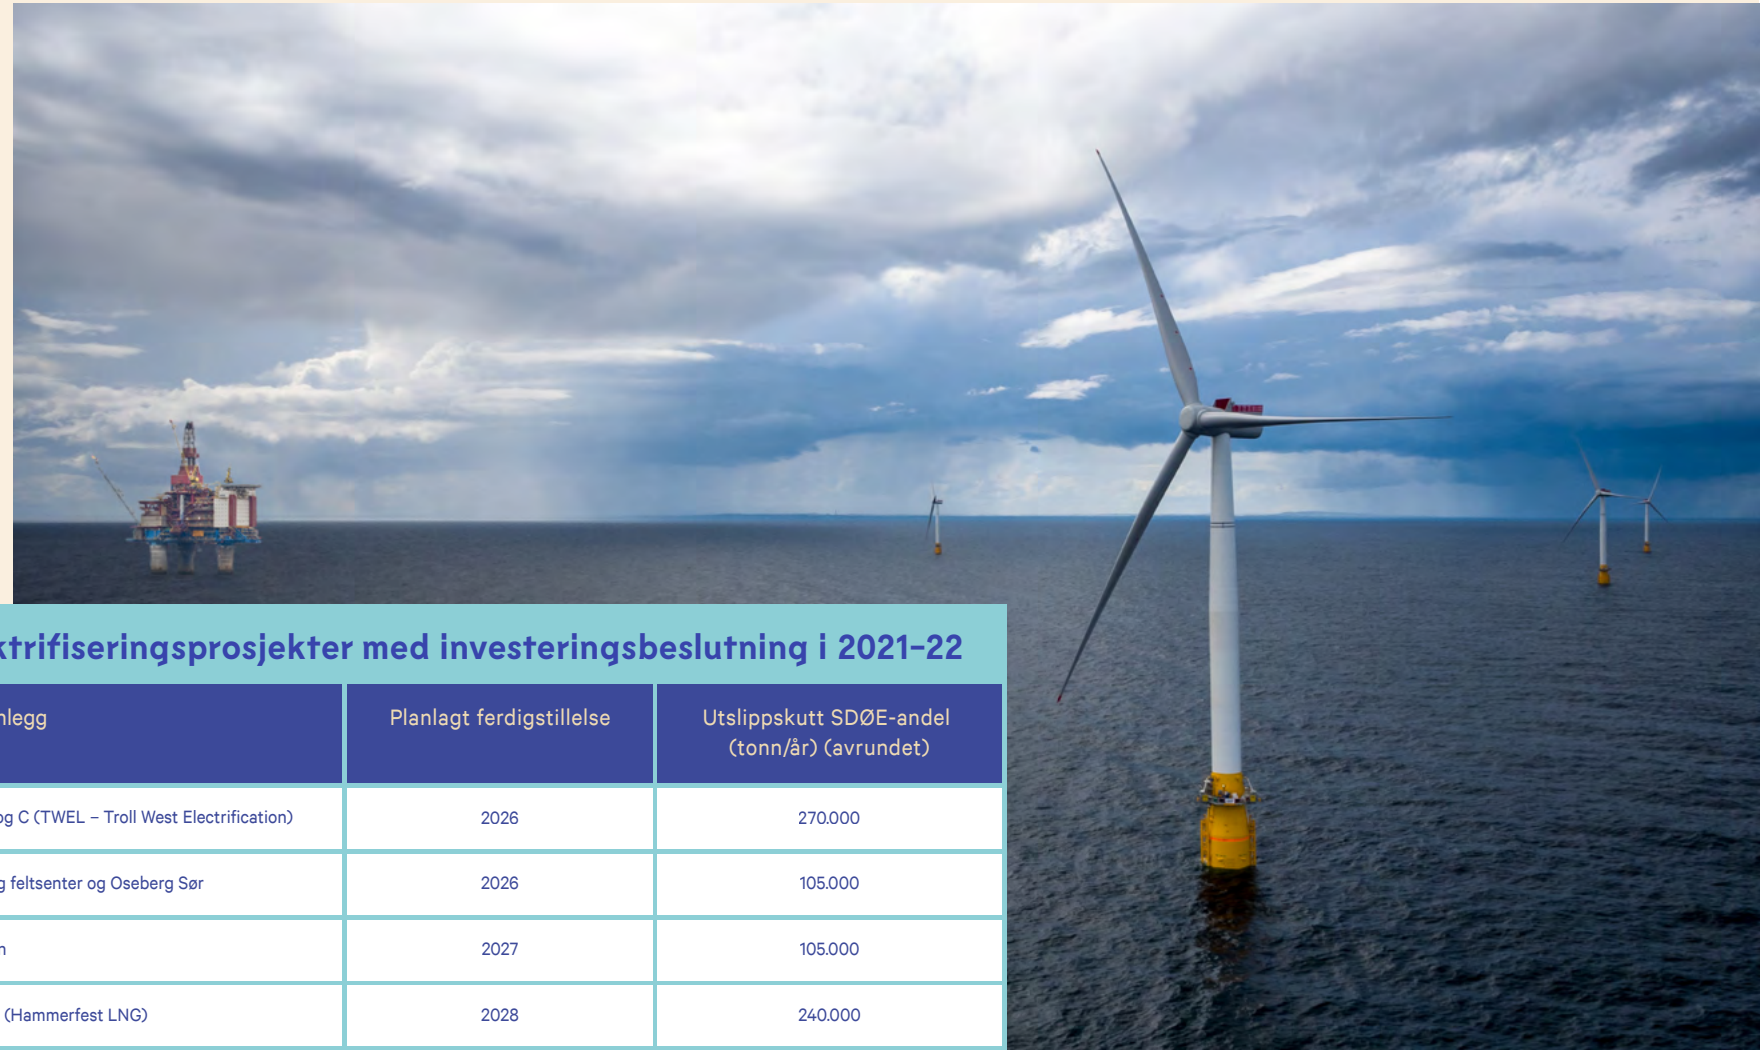 ktrifiseringsprosjekter med investeringsbeslutning i 2021–22
nlegg Planlagt ferdigstillelse Utslippskutt SDØE-andel
(tonn/år) (avrundet)
og C (TWEL – Troll West Electrification) 2026 270.000
g feltsenter og Oseberg Sør 2026 105.000
n 2027 105.000
(Hammerfest LNG) 2028 240.000